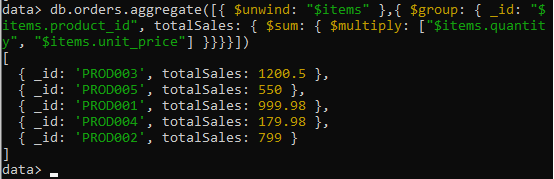 data> db.orders.aggregate([{ $unwind: "$items" },{ $group: { _id: "$
items.product_id", totalSales: { $sum: { $multiply: ["$items.quantit
y", "$items.unit_price"] }}}}])
[
  { _id: 'PROD003', totalSales: 1200.5 },
  { _id: 'PROD005', totalSales: 550 },
  { _id: 'PROD001', totalSales: 999.98 },
  { _id: 'PROD004', totalSales: 179.98 },
  { _id: 'PROD002', totalSales: 799 }
]
data>